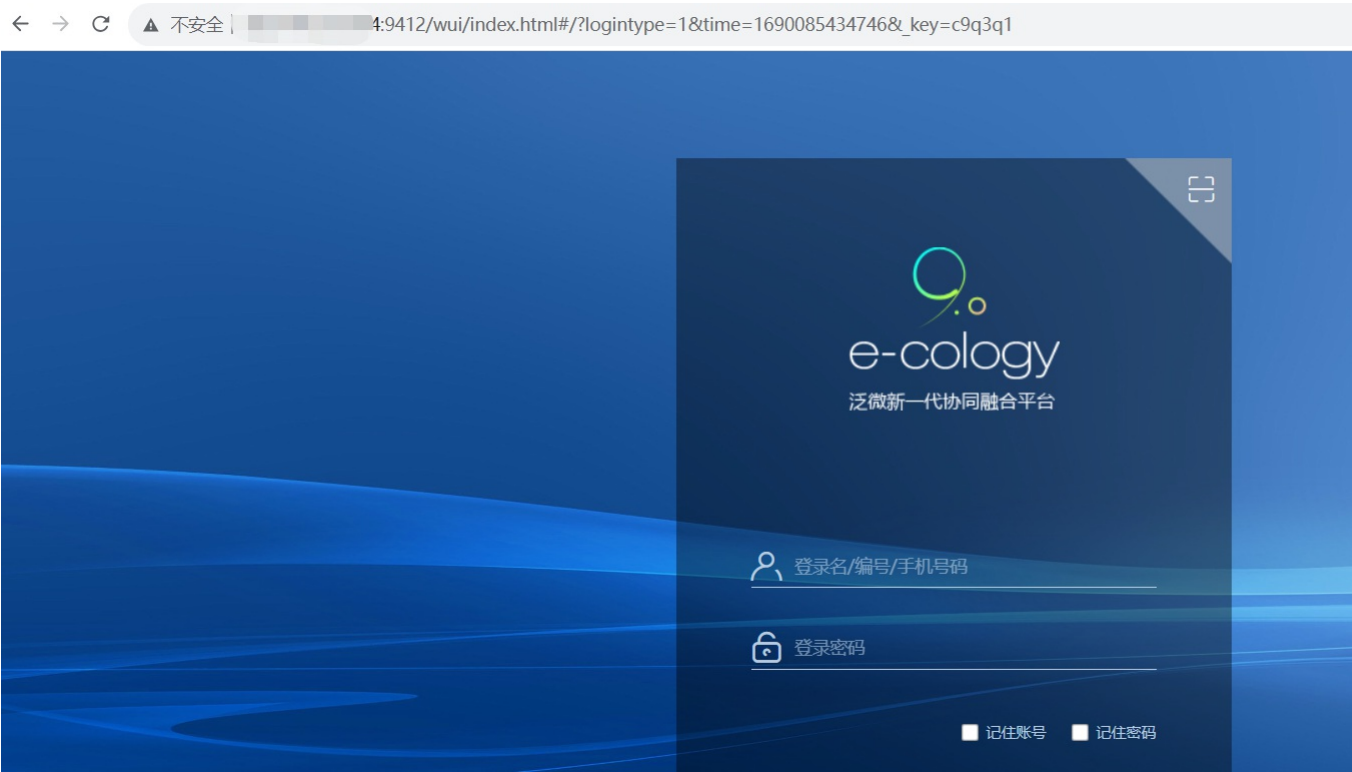 不安全 4:9412/wui/index.html#/?logintype=1&time=1690085434746&_key=c9q3q1
9.0
e-cology
泛微新一代协同融合平台
登录名/编号/手机号码
登录密码
记住账号 记住密码